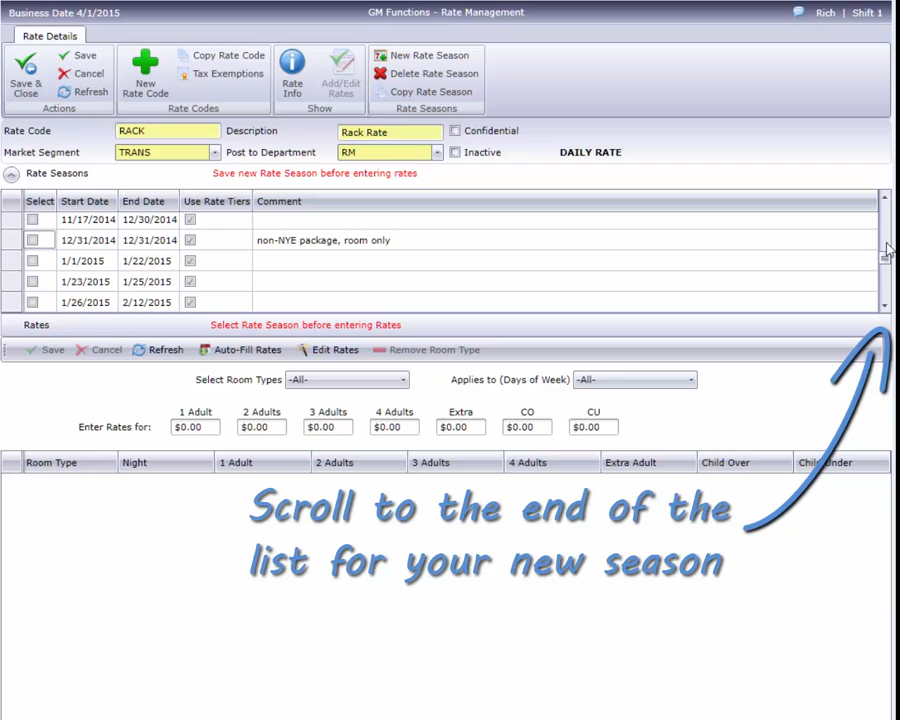 Business Date 4/1/2015 GM Functions - Rate Management Rich | Shift 1
Rate Details
Save & Close
Save
Cancel
Refresh
Actions
New Rate Code
Copy Rate Code
Tax Exemptions
Rate Codes
Rate Info
Add/Edit Rates
Show
New Rate Season
Delete Rate Season
Copy Rate Season
Rate Seasons
Rate Code RACK Description Rack Rate Confidential
Market Segment TRANS Post to Department RM Inactive DAILY RATE
Rate Seasons Save new Rate Season before entering rates
Select Start Date End Date Use Rate Tiers Comment
11/17/2014 12/30/2014
12/31/2014 12/31/2014 non-NYE package, room only
1/1/2015 1/22/2015
1/23/2015 1/25/2015
1/26/2015 2/12/2015
Rates Select Rate Season before entering Rates
Save Cancel Refresh Auto-Fill Rates Edit Rates Remove Room Type
Select Room Types -All- Applies to (Days of Week) -All-
1 Adult 2 Adults 3 Adults 4 Adults Extra CO CU
Enter Rates for: $0.00 $0.00 $0.00 $0.00 $0.00 $0.00 $0.00
Room Type Night 1 Adult 2 Adults 3 Adults 4 Adults Extra Adult Child Over Child Under
Scroll to the end of the
list for your new season